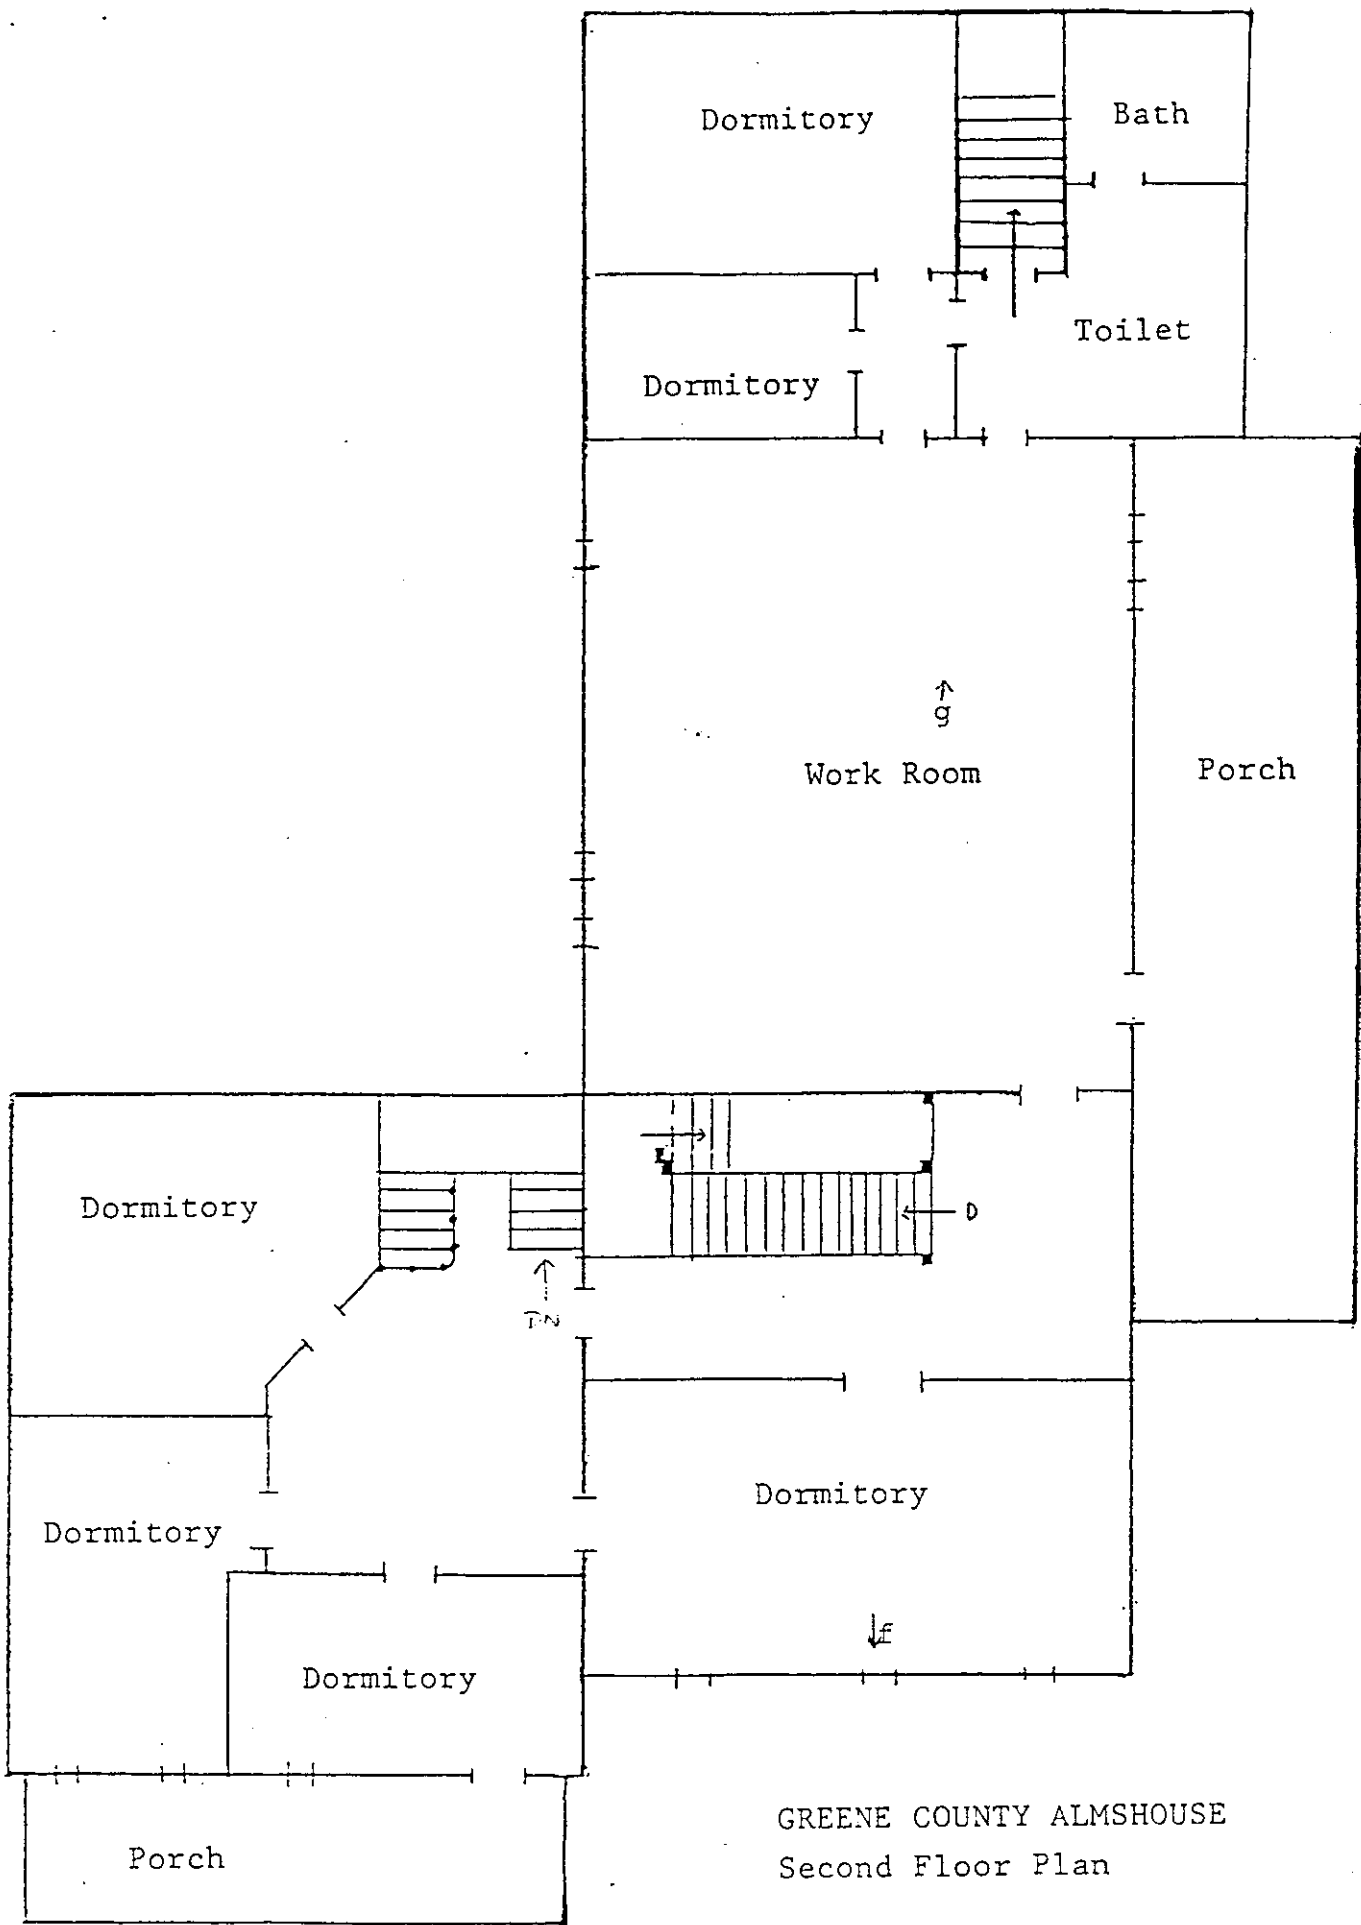 Dormitory
Bath
Toilet
Dormitory
g
Work Room
Porch
Dormitory
D
Dormitory
Dormitory
f
Dormitory
GREENE COUNTY ALMSHOUSE
Porch
Second Floor Plan